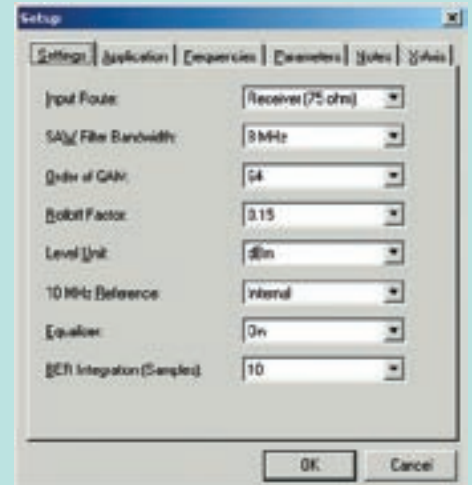 Setup
Settings Application Frequencies Parameters Notes X-Axis
Input Route: Receiver (75 ohm)
SAW Filter Bandwidth: 8 MHz
Order of QAM: 64
Rolloff Factor: 0.15
Level Unit: dBm
10 MHz Reference: Internal
Equalizer: On
BER Integration (Samples): 10
OK Cancel